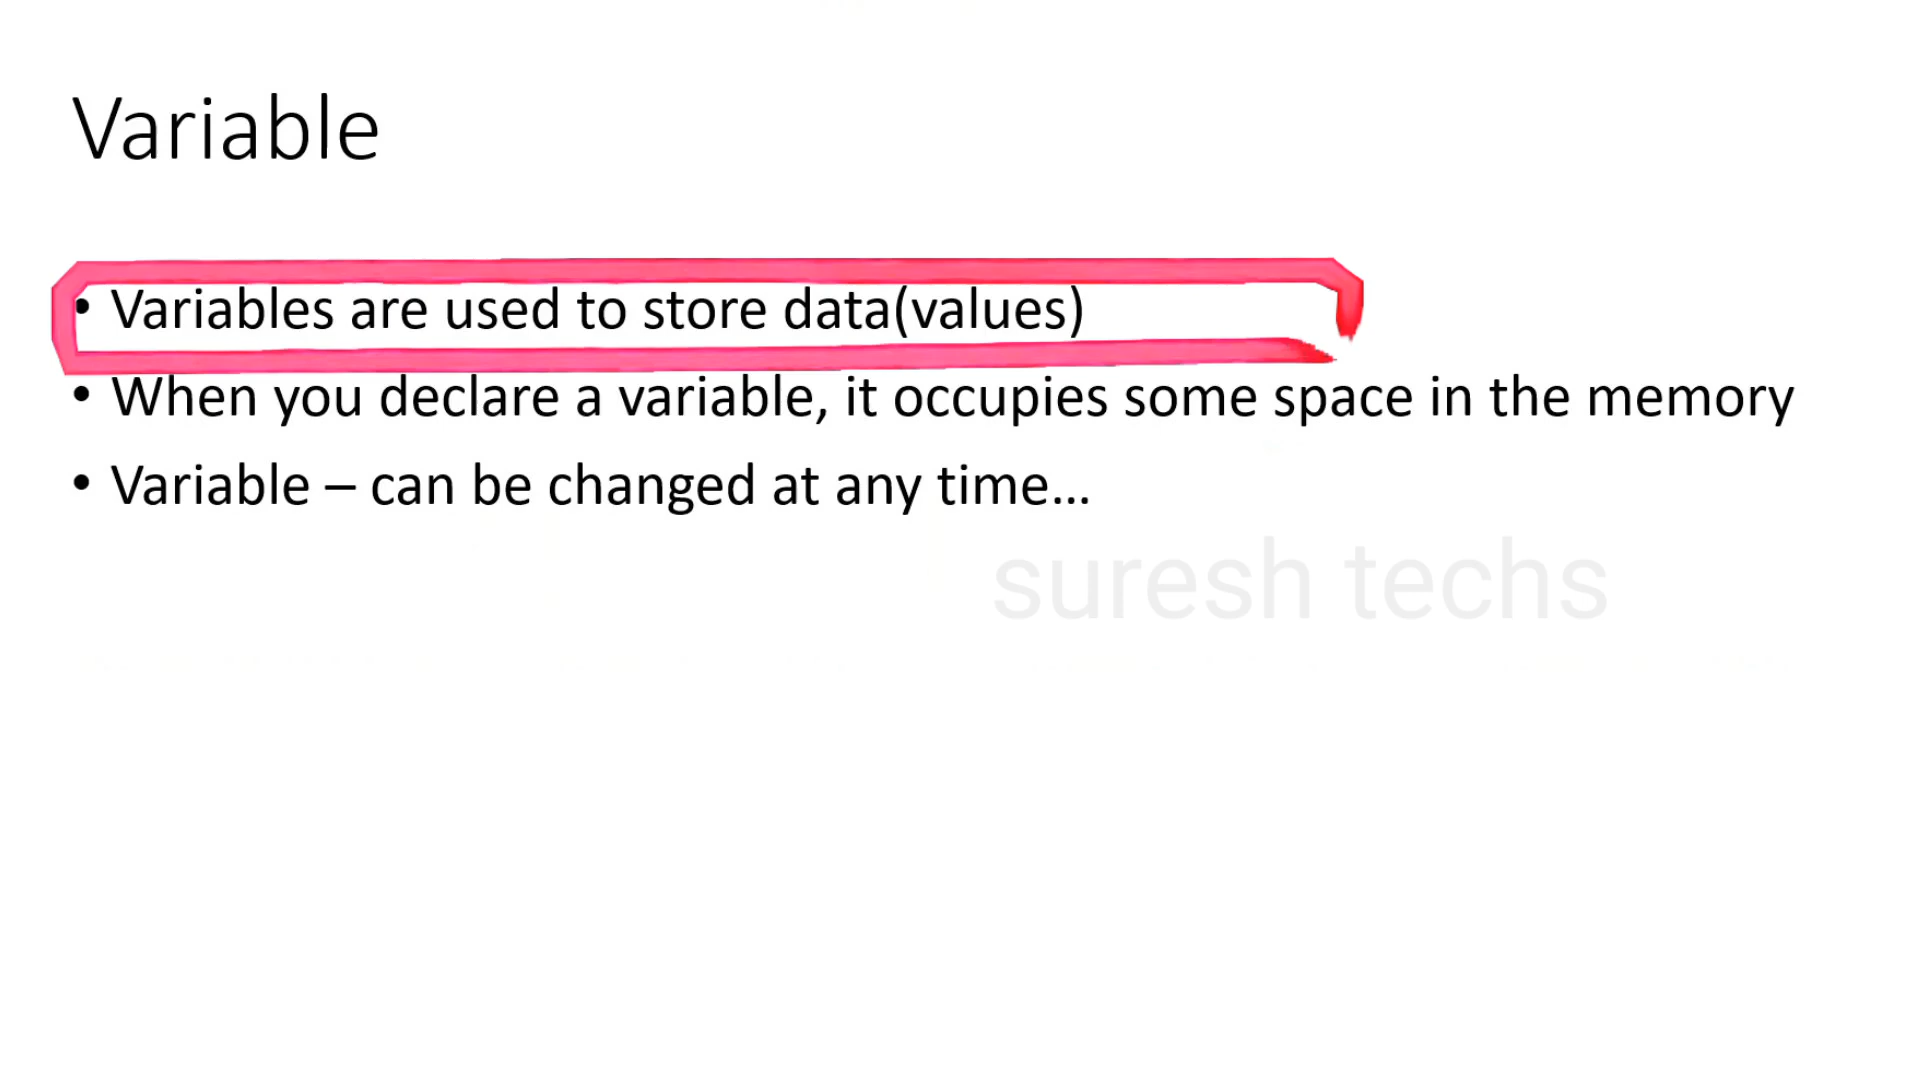 Variable
• Variables are used to store data(values)
• When you declare a variable, it occupies some space in the memory
• Variable – can be changed at any time...
suresh techs